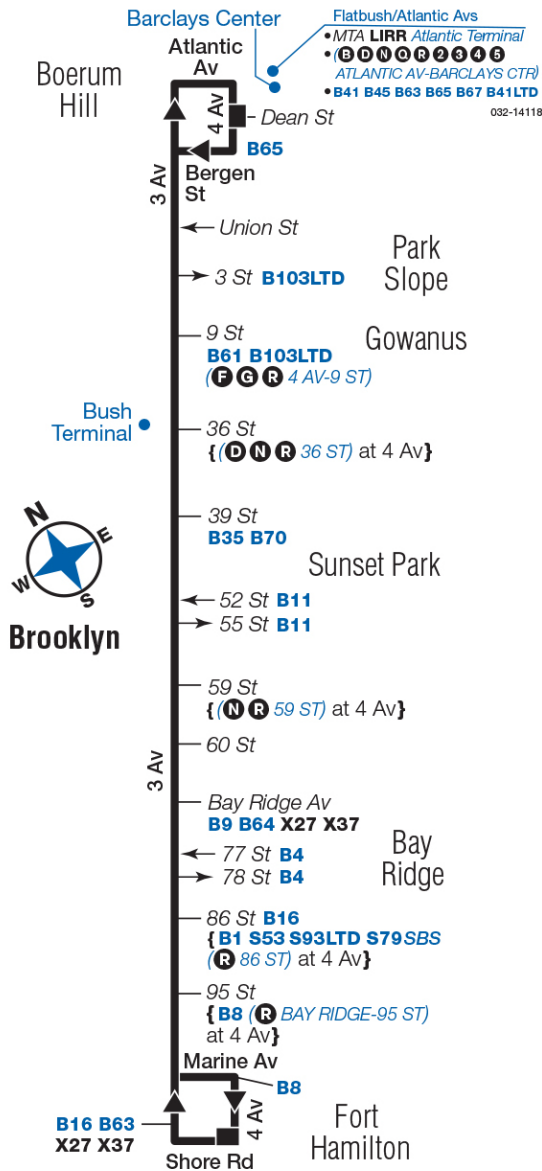 Barclays Center
Flatbush/Atlantic Avs
•MTA LIRR Atlantic Terminal
•(B D N Q R 2 3 4 5
ATLANTIC AV-BARCLAYS CTR)
•B41 B45 B63 B65 B67 B41LTD
032-14118
Boerum
Hill
Atlantic
Av
4 Av
Dean St
B65
Bergen
St
3 Av
Union St
Park
Slope
3 St B103LTD
9 St
Gowanus
B61 B103LTD
(F G R 4 AV-9 ST)
Bush
Terminal
36 St
{(D N R 36 ST) at 4 Av}
39 St
B35 B70
N
E
W
S
Sunset Park
Brooklyn
52 St B11
55 St B11
59 St
{(N R 59 ST) at 4 Av}
60 St
3 Av
Bay Ridge Av
B9 B64 X27 X37
77 St B4
Bay
Ridge
78 St B4
86 St B16
{B1 S53 S93LTD S79SBS
(R 86 ST) at 4 Av}
95 St
{B8 (R BAY RIDGE-95 ST)
at 4 Av}
Marine Av
B8
4 Av
B16 B63
X27 X37
Fort
Hamilton
Shore Rd